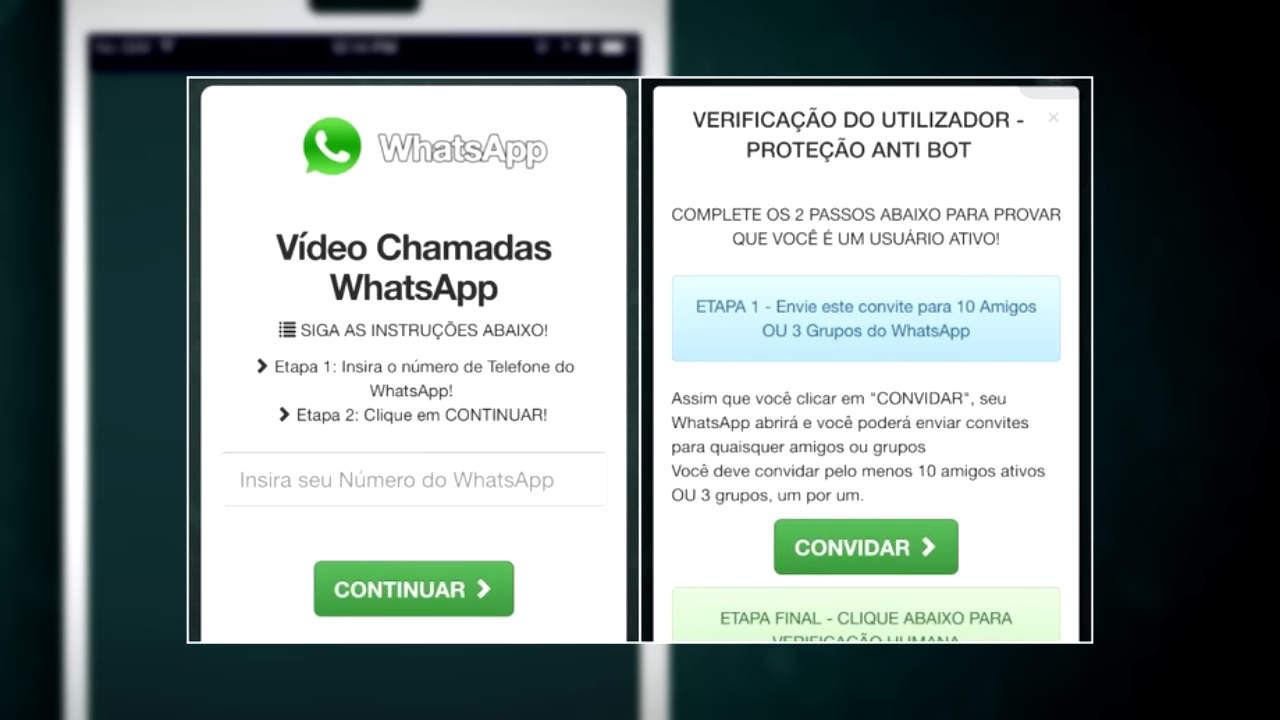 WhatsApp
Vídeo Chamadas
WhatsApp
SIGA AS INSTRUÇÕES ABAIXO!
Etapa 1: Insira o número de Telefone do
WhatsApp!
Etapa 2: Clique em CONTINUAR!
Insira seu Número do WhatsApp
CONTINUAR
VERIFICAÇÃO DO UTILIZADOR -
PROTEÇÃO ANTI BOT
COMPLETE OS 2 PASSOS ABAIXO PARA PROVAR
QUE VOCÊ É UM USUÁRIO ATIVO!
ETAPA 1 - Envie este convite para 10 Amigos
OU 3 Grupos do WhatsApp
Assim que você clicar em "CONVIDAR", seu
WhatsApp abrirá e você poderá enviar convites
para quaisquer amigos ou grupos
Você deve convidar pelo menos 10 amigos ativos
OU 3 grupos, um por um.
CONVIDAR
ETAPA FINAL - CLIQUE ABAIXO PARA
VERIFICAÇÃO HUMANA